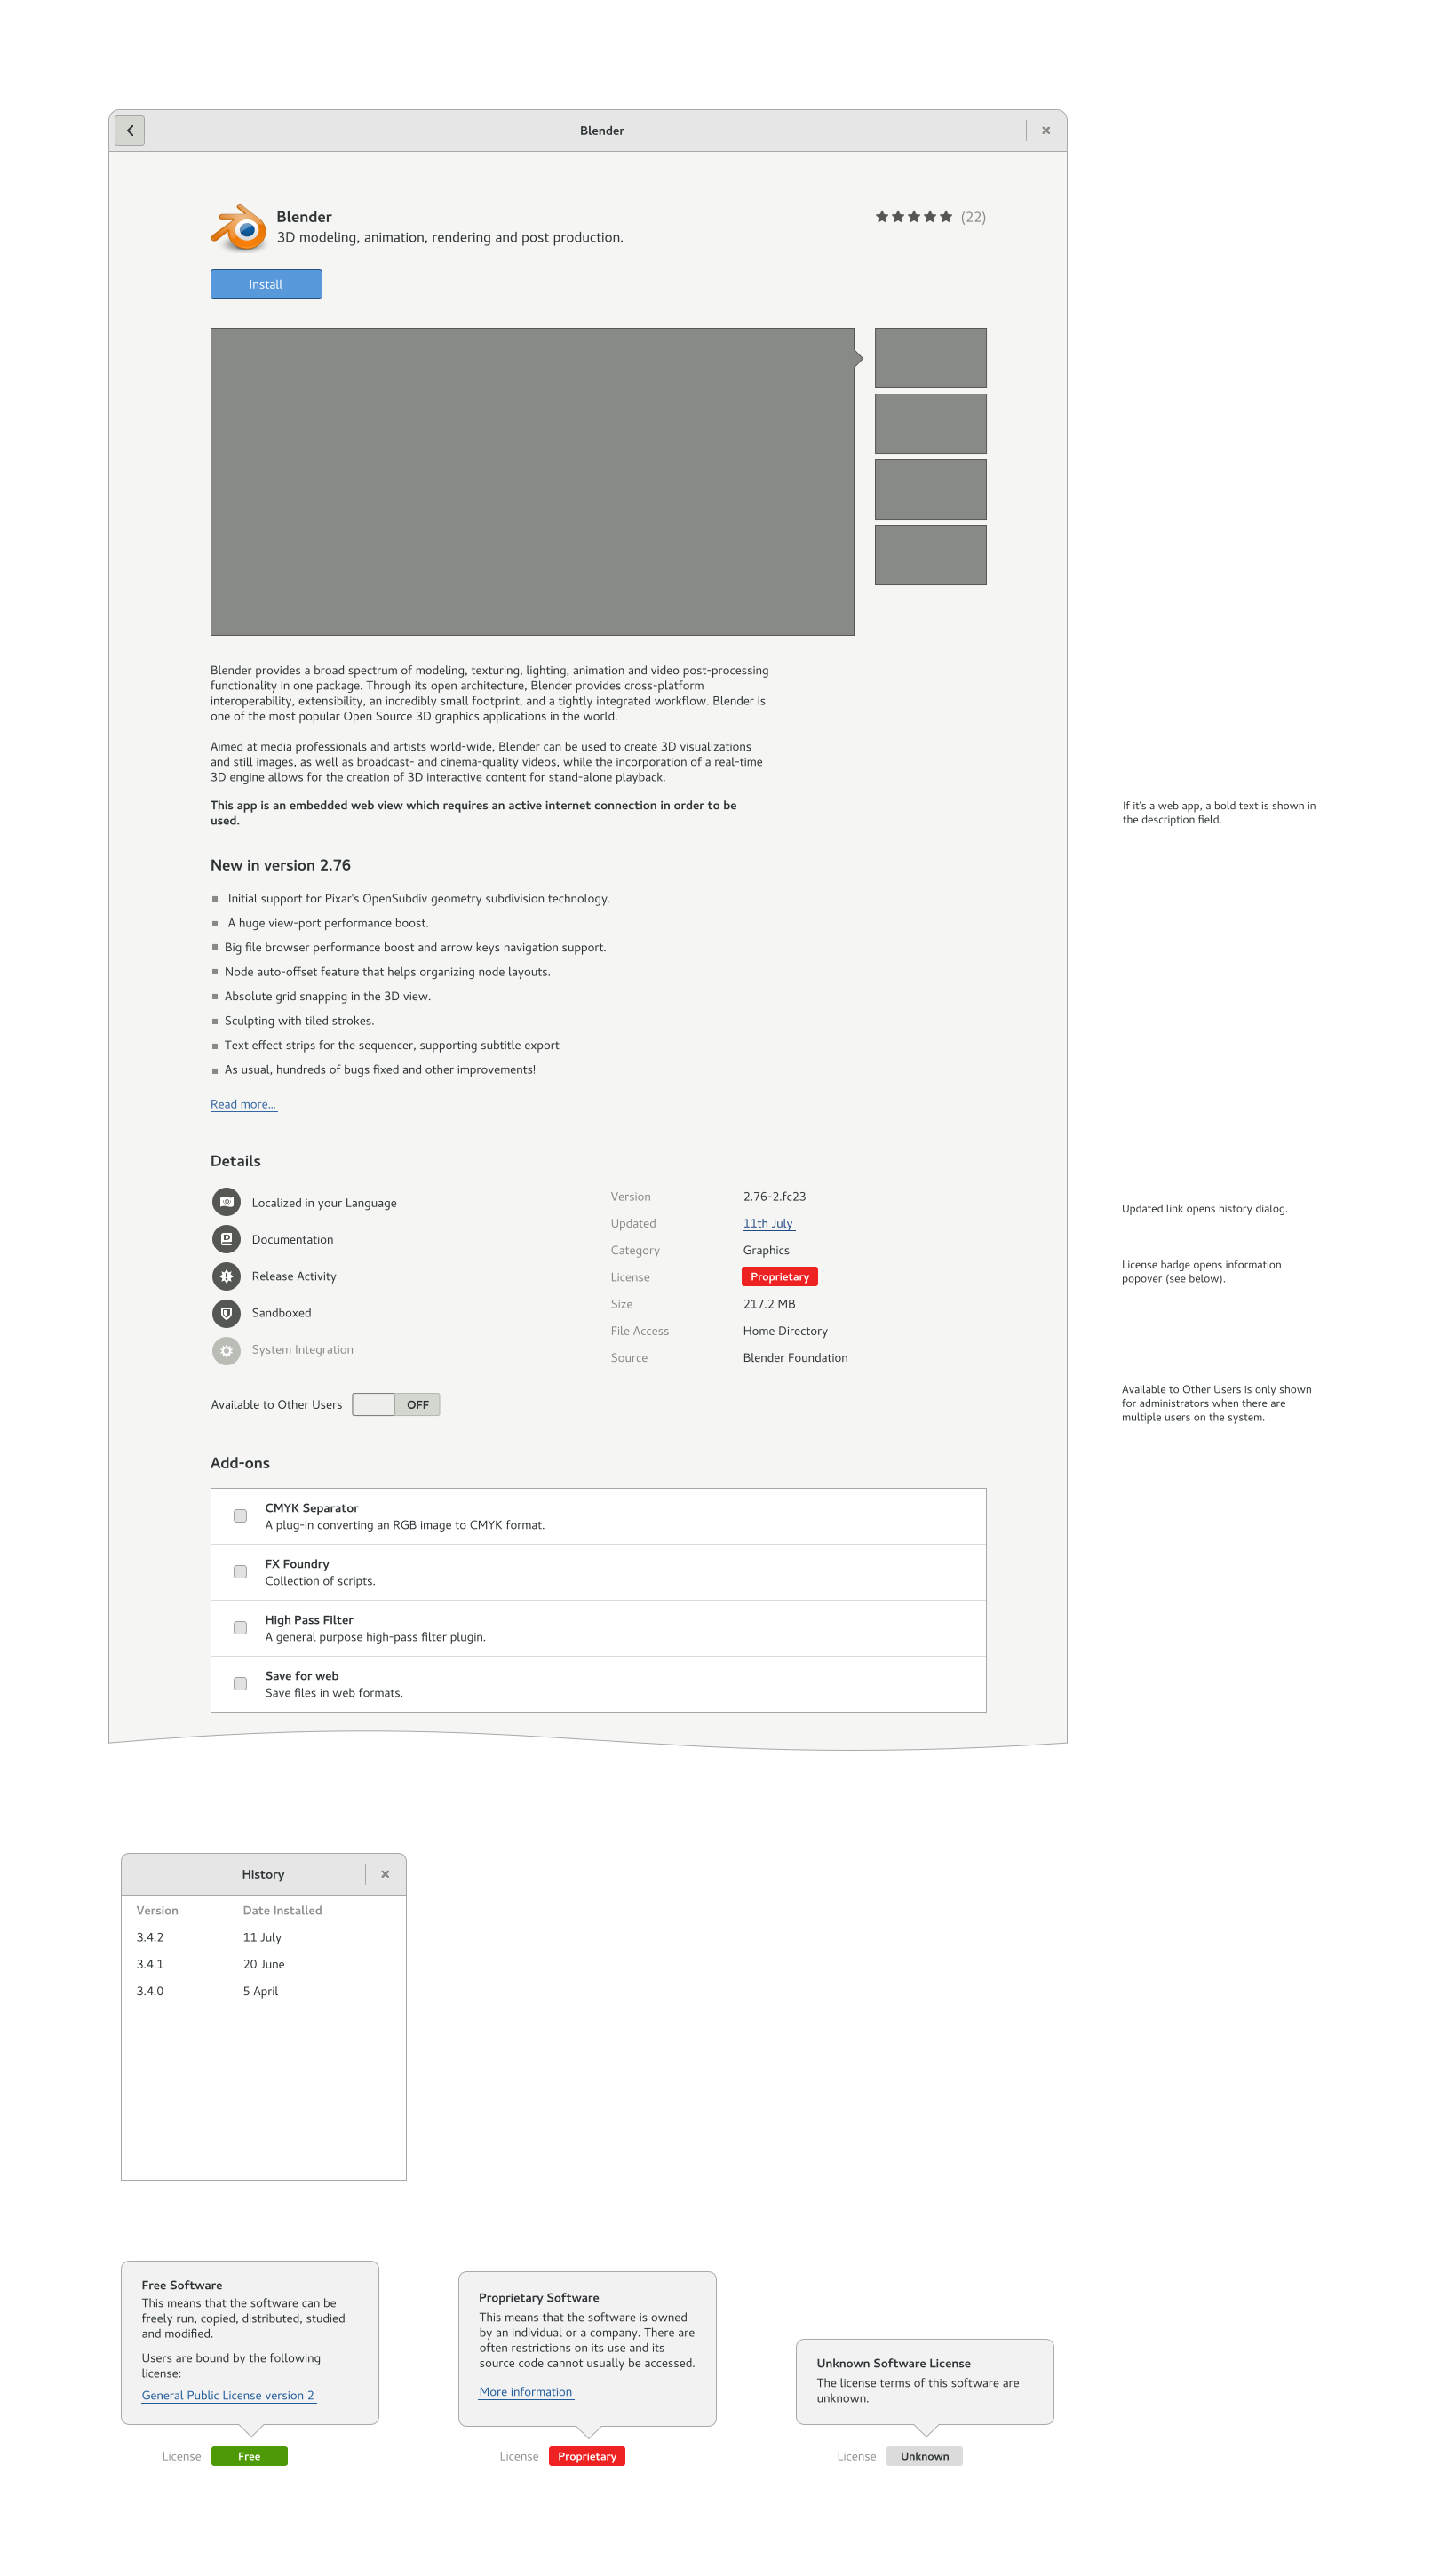 Blender
Blender
3D modeling, animation, rendering and post production.
(22)
Install
Blender provides a broad spectrum of modeling, texturing, lighting, animation and video post-processing
functionality in one package. Through its open architecture, Blender provides cross-platform
interoperability, extensibility, an incredibly small footprint, and a tightly integrated workflow. Blender is
one of the most popular Open Source 3D graphics applications in the world.
Aimed at media professionals and artists world-wide, Blender can be used to create 3D visualizations
and still images, as well as broadcast- and cinema-quality videos, while the incorporation of a real-time
3D engine allows for the creation of 3D interactive content for stand-alone playback.
This app is an embedded web view which requires an active internet connection in order to be
used.
If it's a web app, a bold text is shown in
the description field.
New in version 2.76
Initial support for Pixar's OpenSubdiv geometry subdivision technology.
A huge view-port performance boost.
Big file browser performance boost and arrow keys navigation support.
Node auto-offset feature that helps organizing node layouts.
Absolute grid snapping in the 3D view.
Sculpting with tiled strokes.
Text effect strips for the sequencer, supporting subtitle export
As usual, hundreds of bugs fixed and other improvements!
Read more...
Details
Localized in your Language
Documentation
Release Activity
Sandboxed
System Integration
Version 2.76-2.fc23
Updated 11th July
Category Graphics
License Proprietary
Size 217.2 MB
File Access Home Directory
Source Blender Foundation
Updated link opens history dialog.
License badge opens information
popover (see below).
Available to Other Users OFF
Available to Other Users is only shown
for administrators when there are
multiple users on the system.
Add-ons
CMYK Separator
A plug-in converting an RGB image to CMYK format.
FX Foundry
Collection of scripts.
High Pass Filter
A general purpose high-pass filter plugin.
Save for web
Save files in web formats.
History
Version Date Installed
3.4.2 11 July
3.4.1 20 June
3.4.0 5 April
Free Software
This means that the software can be
freely run, copied, distributed, studied
and modified.
Users are bound by the following
license:
General Public License version 2
License Free
Proprietary Software
This means that the software is owned
by an individual or a company. There are
often restrictions on its use and its
source code cannot usually be accessed.
More information
License Proprietary
Unknown Software License
The license terms of this software are
unknown.
License Unknown